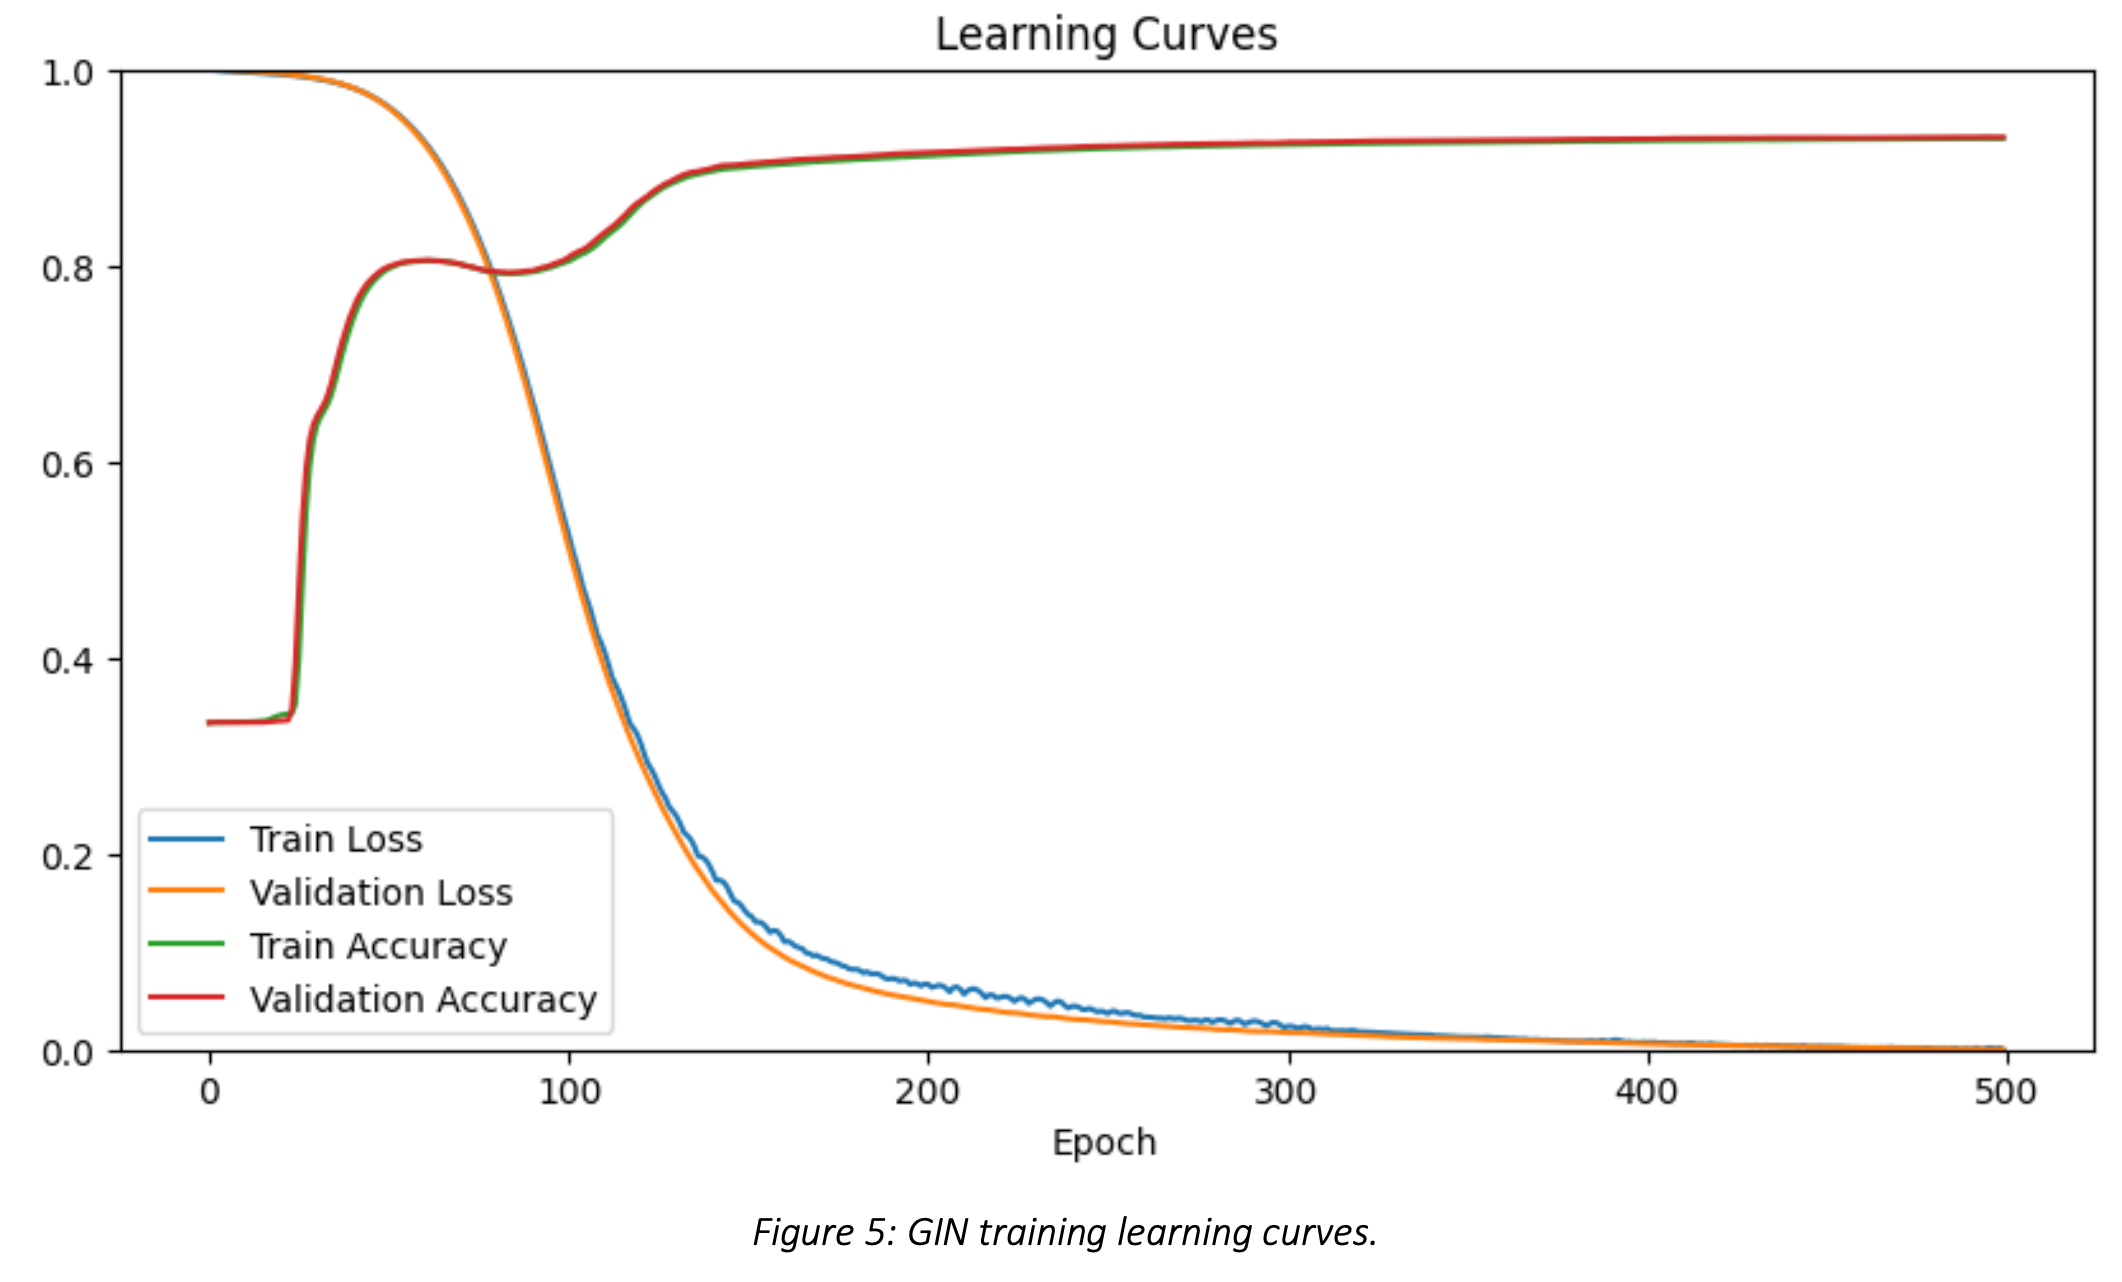 Learning Curves
1.0
0.8
0.6
0.4
0.2
0.0
Train Loss
Validation Loss
Train Accuracy
Validation Accuracy
0 100 200 300 400 500
Epoch
Figure 5: GIN training learning curves.